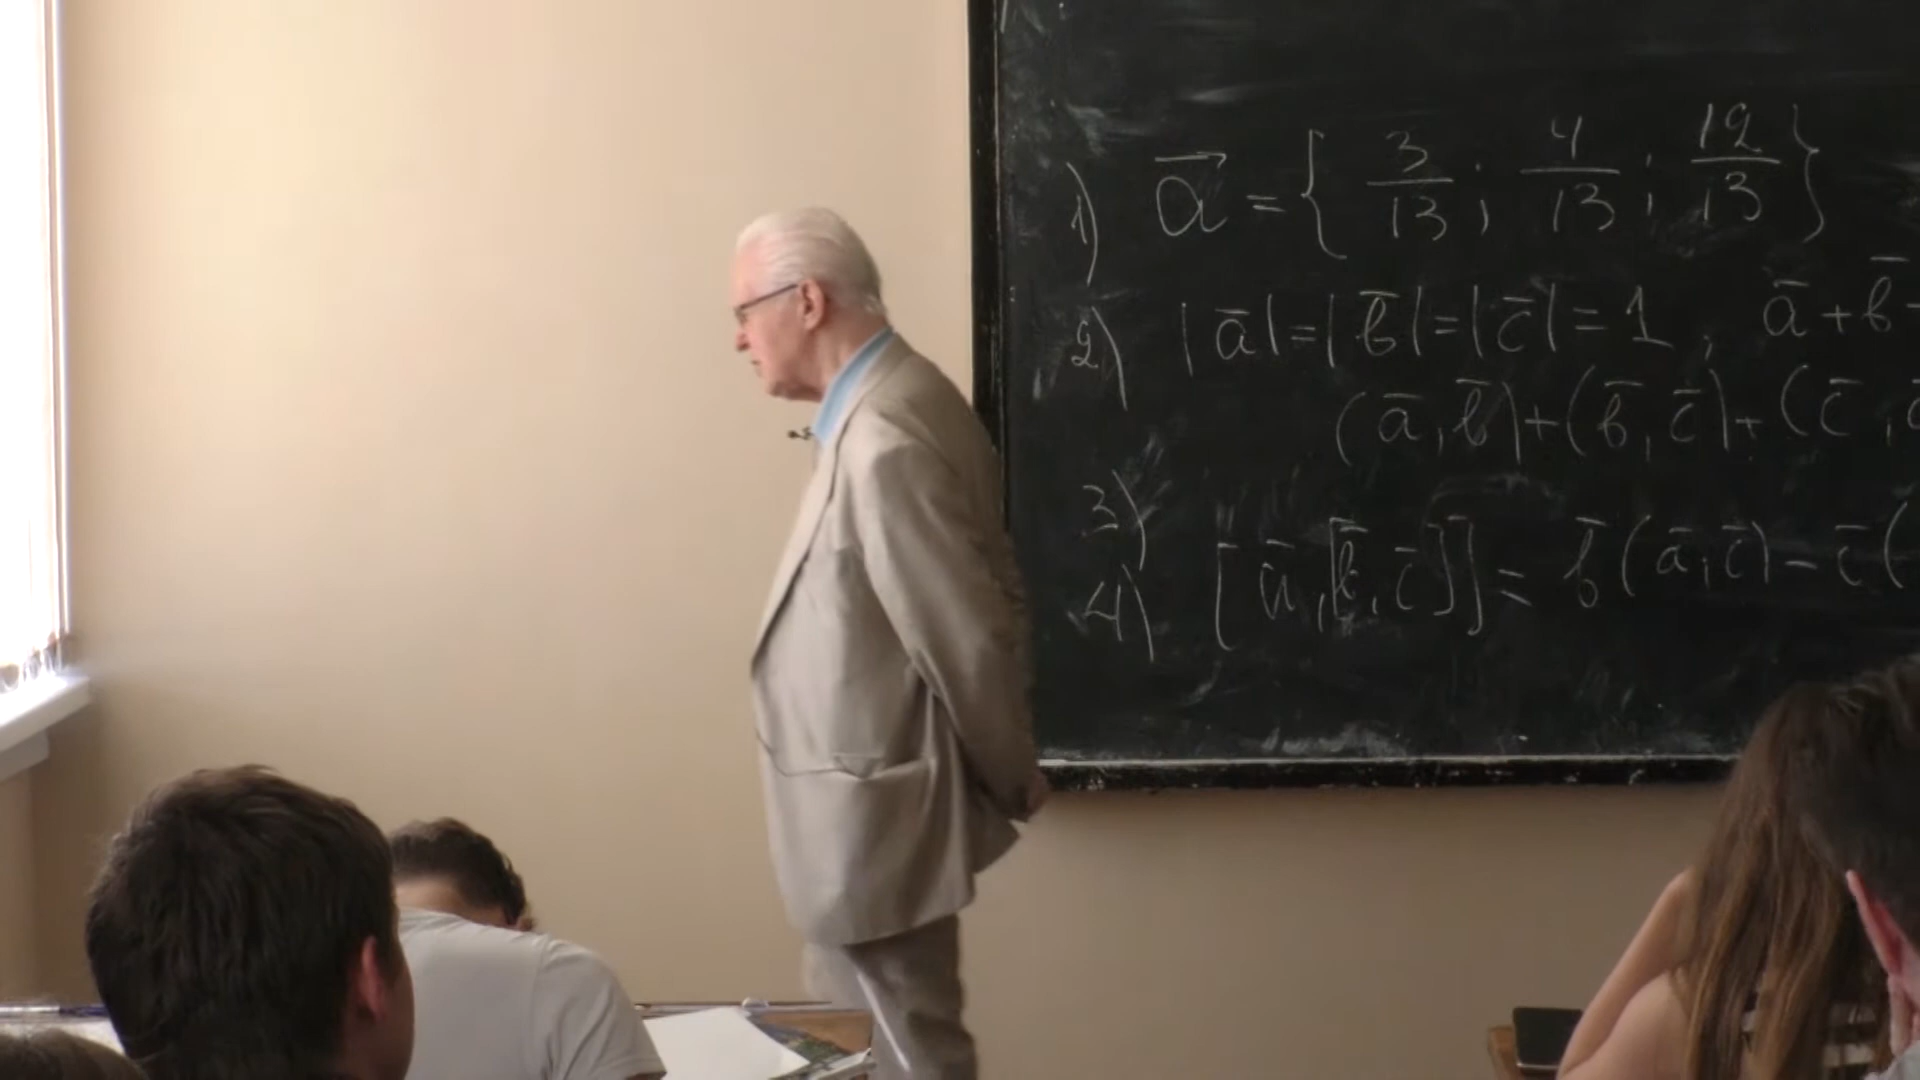 1) a⃗ = { 3/13 ; 4/13 ; 12/13 }
2) |a̅| = |b̅| = |c̅| = 1 , a̅ + b̅ -
(a̅, b̅) + (b̅, c̅) + (c̅,
3)
4) [a̅, [b̅, c̅]] = b̅(a̅, c̅) - c̅(